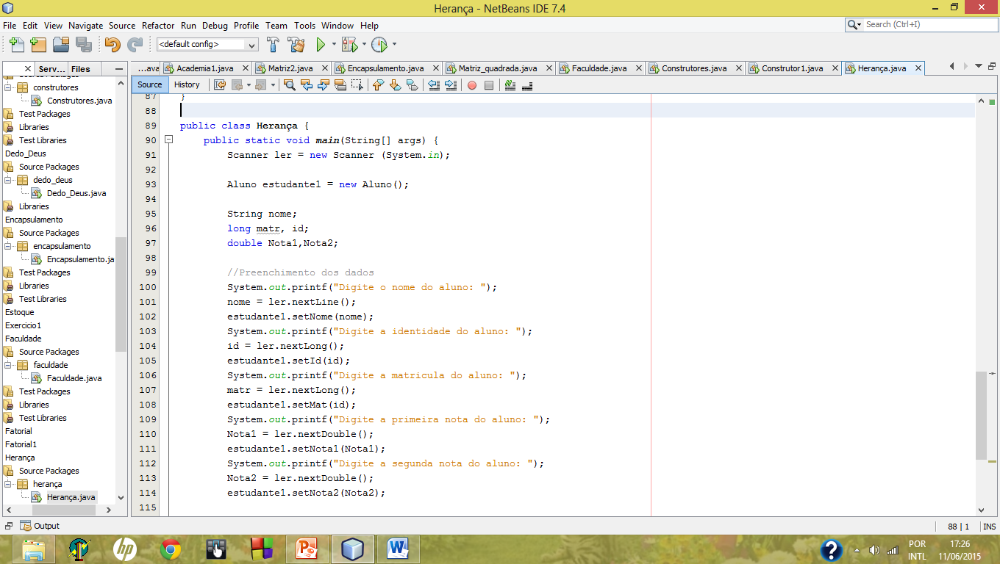 Herança - NetBeans IDE 7.4
File Edit View Navigate Source Refactor Run Debug Profile Team Tools Window Help
Search (Ctrl+I)
<default config>
Serv... Files
...ava Academia1.java Matriz2.java Encapsulamento.java Matriz_quadrada.java Faculdade.java Construtores.java Construtor1.java Herança.java
Source History
construtores
Construtores.java
Test Packages
Libraries
Test Libraries
Dedo_Deus
Source Packages
dedo_deus
Dedo_Deus.java
Libraries
Encapsulamento
Source Packages
encapsulamento
Encapsulamento.ja
Test Packages
Libraries
Test Libraries
Estoque
Exercicio1
Faculdade
Source Packages
faculdade
Faculdade.java
Test Packages
Libraries
Test Libraries
Fatorial
Fatorial1
Herança
Source Packages
herança
Herança.java
87 }
88
89 public class Herança {
90 public static void main(String[] args) {
91 Scanner ler = new Scanner (System.in);
92
93 Aluno estudante1 = new Aluno();
94
95 String nome;
96 long matr, id;
97 double Nota1,Nota2;
98
99 //Preenchimento dos dados
100 System.out.printf("Digite o nome do aluno: ");
101 nome = ler.nextLine();
102 estudante1.setNome(nome);
103 System.out.printf("Digite a identidade do aluno: ");
104 id = ler.nextLong();
105 estudante1.setId(id);
106 System.out.printf("Digite a matricula do aluno: ");
107 matr = ler.nextLong();
108 estudante1.setMat(id);
109 System.out.printf("Digite a primeira nota do aluno: ");
110 Nota1 = ler.nextDouble();
111 estudante1.setNota1(Nota1);
112 System.out.printf("Digite a segunda nota do aluno: ");
113 Nota2 = ler.nextDouble();
114 estudante1.setNota2(Nota2);
115
Output
88 | 1 INS
POR
INTL
17:26
11/06/2015